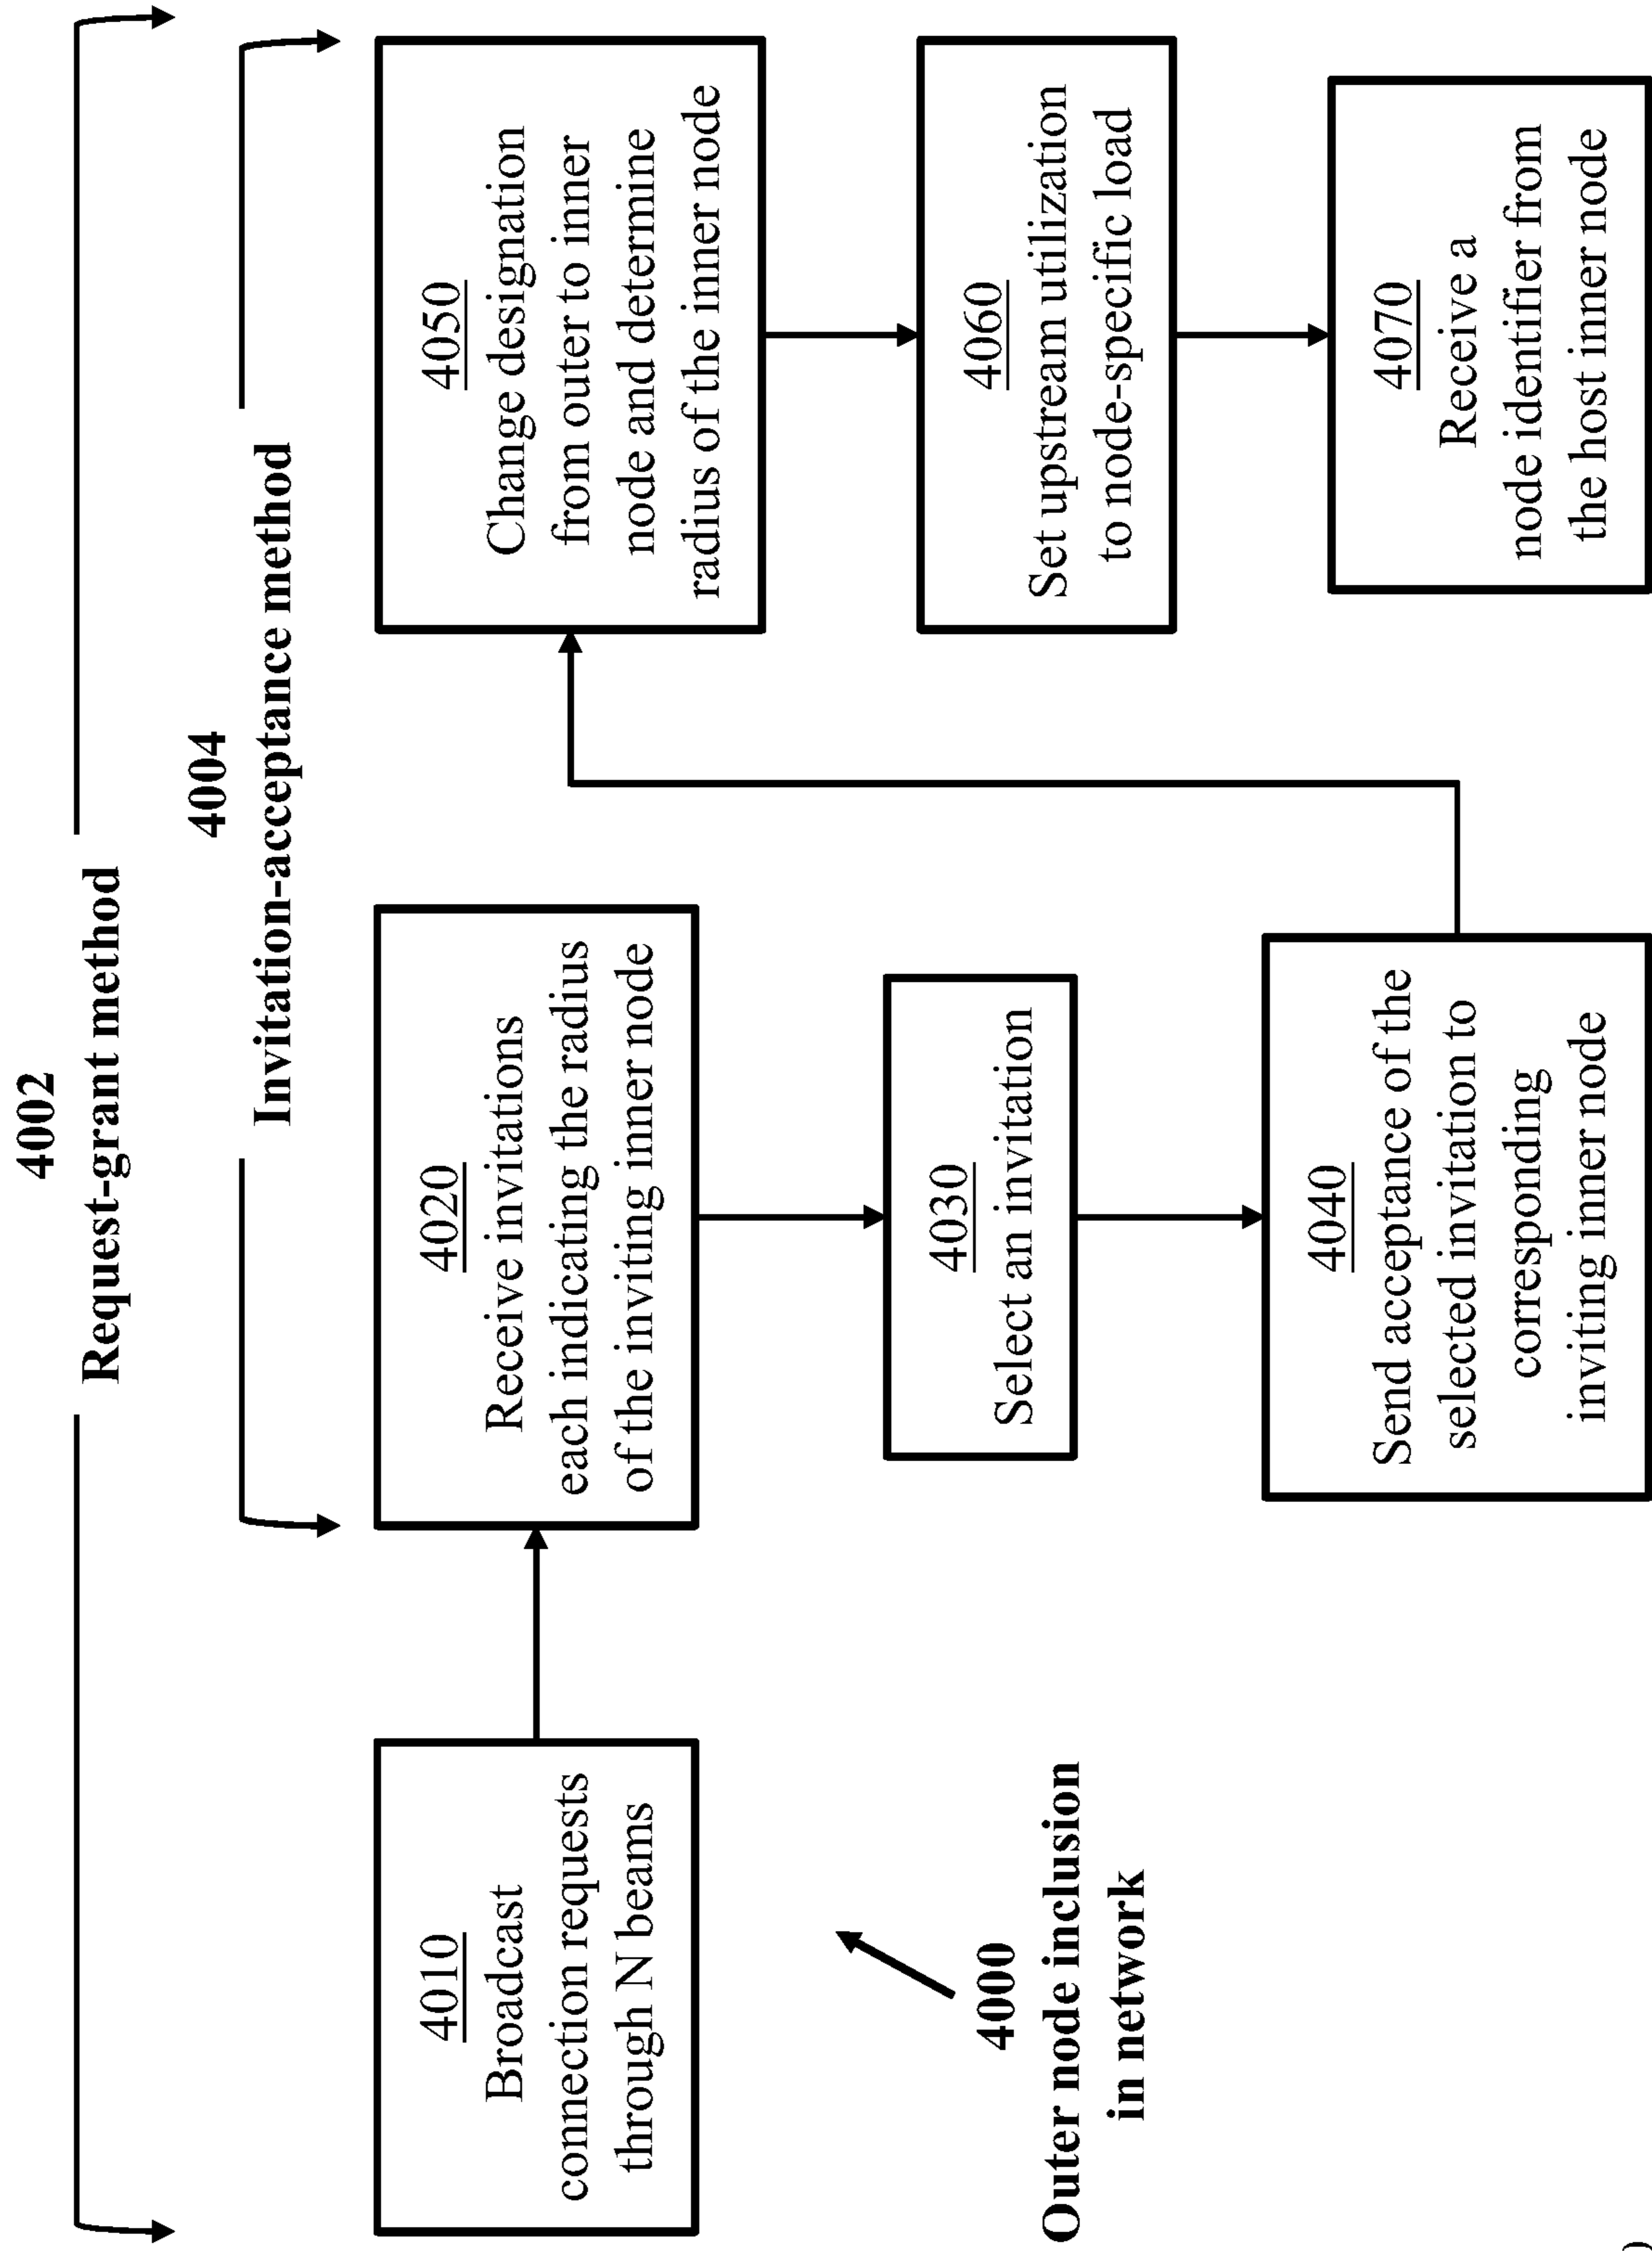 4002
Request-grant method
4004
Invitation-acceptance method
4010
Broadcast
connection requests
through N beams
4020
Receive invitations
each indicating the radius
of the inviting inner node
4030
Select an invitation
4040
Send acceptance of the
selected invitation to
corresponding
inviting inner node
4050
Change designation
from outer to inner
node and determine
radius of the inner node
4060
Set upstream utilization
to node-specific load
4070
Receive a
node identifier from
the host inner node
4000
Outer node inclusion
in network